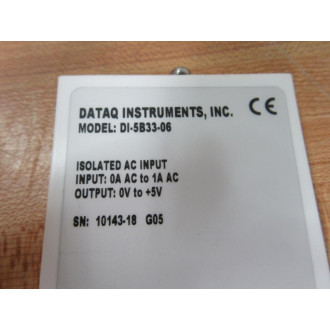 DATAQ INSTRUMENTS, INC. CE
MODEL: DI-5B33-06
ISOLATED AC INPUT
INPUT: 0A AC to 1A AC
OUTPUT: 0V to +5V
SN: 10143-18 G05